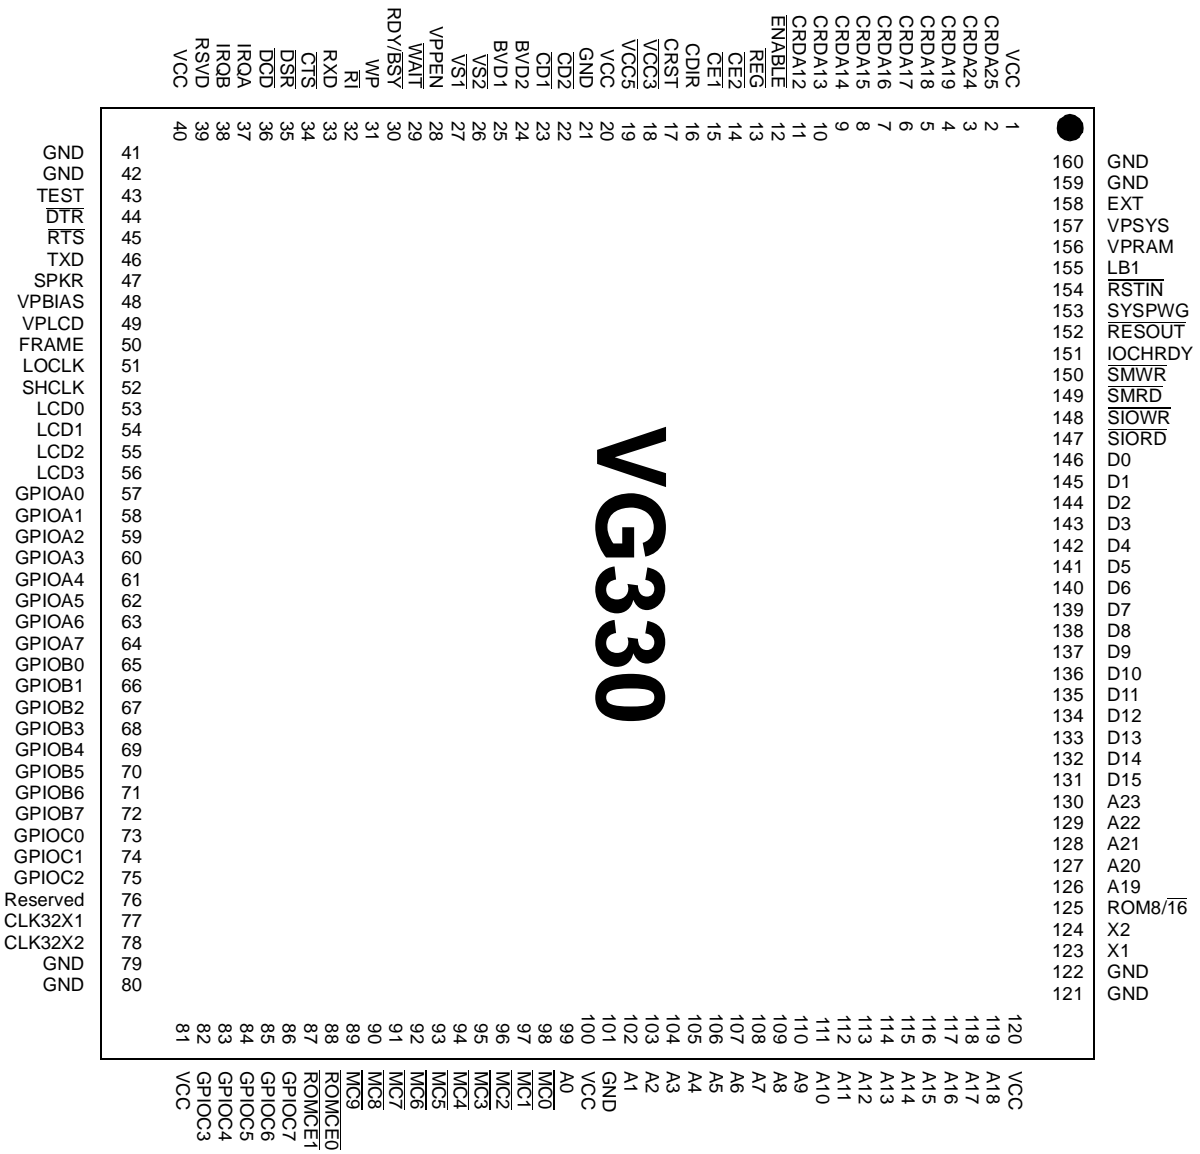 VCC 40
RSVD 39
IRQB 38
IRQA 37
DCD 36
DSR 35
CTS 34
RXD 33
RI 32
WP 31
RDY/BSY 30
WAIT 29
VPPEN 28
VS1 27
VS2 26
BVD1 25
BVD2 24
CD1 23
CD2 22
GND 21
VCC 20
VCC5 19
VCC3 18
CRST 17
CDIR 16
CE1 15
CE2 14
REG 13
ENABLE 12
CRDA12 11
CRDA13 10
CRDA14 9
CRDA15 8
CRDA16 7
CRDA17 6
CRDA18 5
CRDA19 4
CRDA24 3
CRDA25 2
VCC 1
GND 41
GND 42
TEST 43
DTR 44
RTS 45
TXD 46
SPKR 47
VPBIAS 48
VPLCD 49
FRAME 50
LOCLK 51
SHCLK 52
LCD0 53
LCD1 54
LCD2 55
LCD3 56
GPIOA0 57
GPIOA1 58
GPIOA2 59
GPIOA3 60
GPIOA4 61
GPIOA5 62
GPIOA6 63
GPIOA7 64
GPIOB0 65
GPIOB1 66
GPIOB2 67
GPIOB3 68
GPIOB4 69
GPIOB5 70
GPIOB6 71
GPIOB7 72
GPIOC0 73
GPIOC1 74
GPIOC2 75
Reserved 76
CLK32X1 77
CLK32X2 78
GND 79
GND 80
VG330
160 GND
159 GND
158 EXT
157 VPSYS
156 VPRAM
155 LB1
154 RSTIN
153 SYSPWG
152 RESOUT
151 IOCHRDY
150 SMWR
149 SMRD
148 SIOWR
147 SIORD
146 D0
145 D1
144 D2
143 D3
142 D4
141 D5
140 D6
139 D7
138 D8
137 D9
136 D10
135 D11
134 D12
133 D13
132 D14
131 D15
130 A23
129 A22
128 A21
127 A20
126 A19
125 ROM8/16
124 X2
123 X1
122 GND
121 GND
81 VCC
82 GPIOC3
83 GPIOC4
84 GPIOC5
85 GPIOC6
86 GPIOC7
87 ROMCE1
88 ROMCE0
89 MC9
90 MC8
91 MC7
92 MC6
93 MC5
94 MC4
95 MC3
96 MC2
97 MC1
98 MC0
99 A0
100 VCC
101 GND
102 A1
103 A2
104 A3
105 A4
106 A5
107 A6
108 A7
109 A8
110 A9
111 A10
112 A11
113 A12
114 A13
115 A14
116 A15
117 A16
118 A17
119 A18
120 VCC